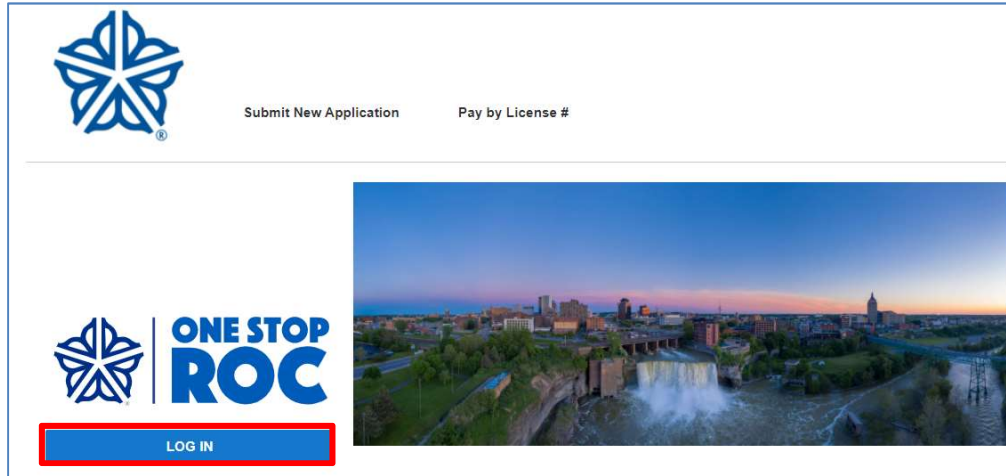 ®
Submit New Application
Pay by License #
ONE STOP
ROC
LOG IN